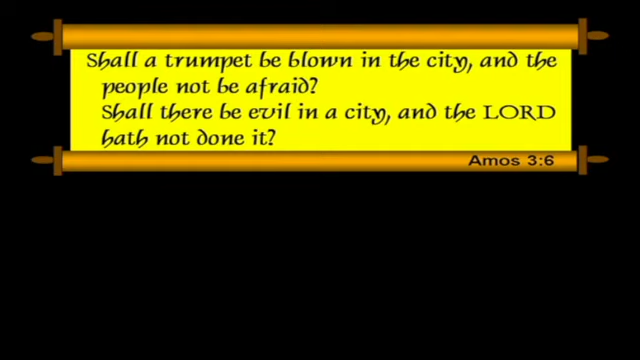 Shall a trumpet be blown in the city, and the
people not be afraid?
Shall there be evil in a city, and the LORD
hath not done it?
Amos 3:6